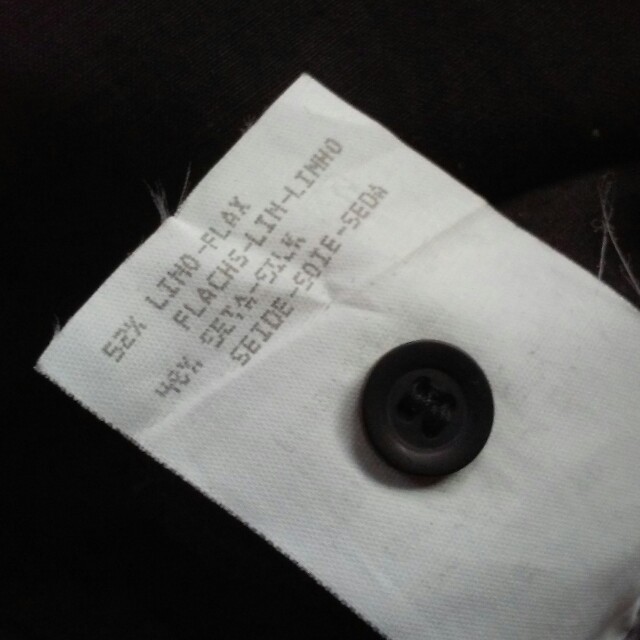 52% LINO-FLAX
FLACHS-LIN-LINHO
48% SETA-SILK
SEIDE-SOIE-SEDA